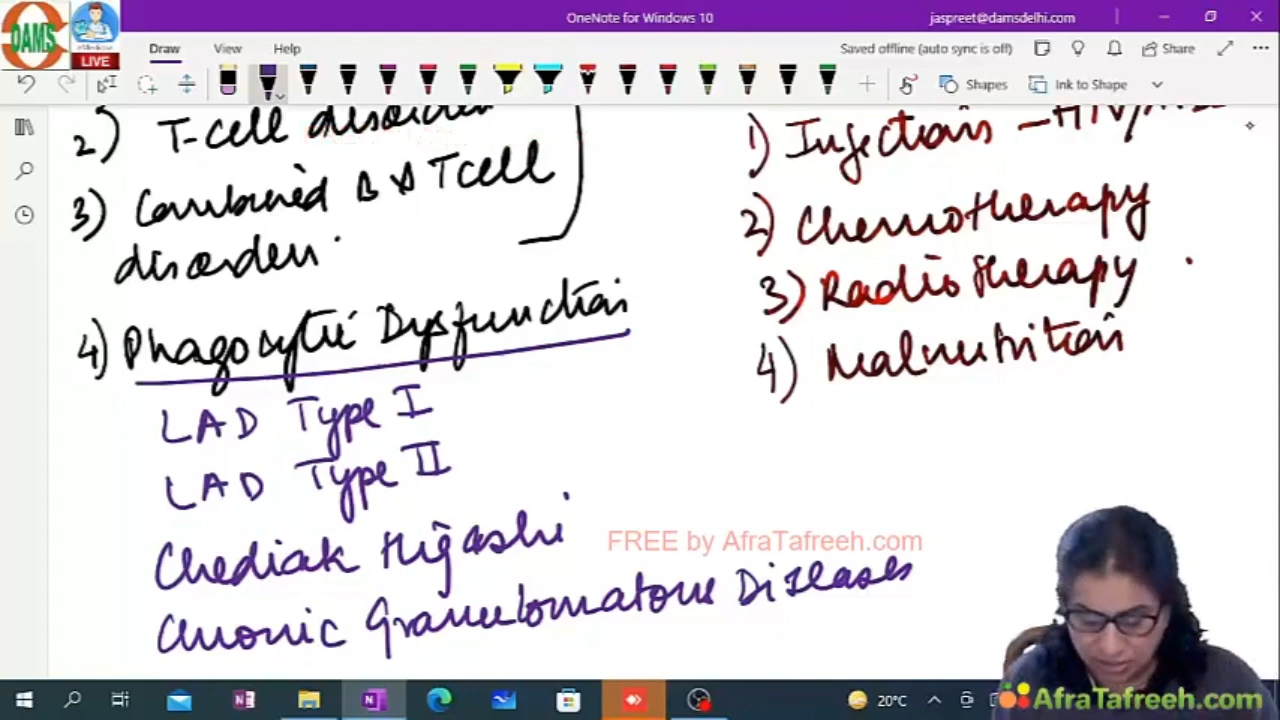 OneNote for Windows 10
jaspreet@damsdelhi.com
DAMS
eMedicoz
LIVE
Draw
View
Help
Saved offline (auto sync is off)
Share
Shapes
Ink to Shape
2) T-cell disorder
3) Combined B & T cell
disorders
4) Phagocytic Dysfunction
LAD Type I
LAD Type II
Chediak Higashi
Chronic Granulomatous Diseases
1) Infections - HIV/
2) Chemotherapy
3) Radiotherapy
4) Malnutrition
FREE by AfraTafreeh.com
20°C
AfraTafreeh.com